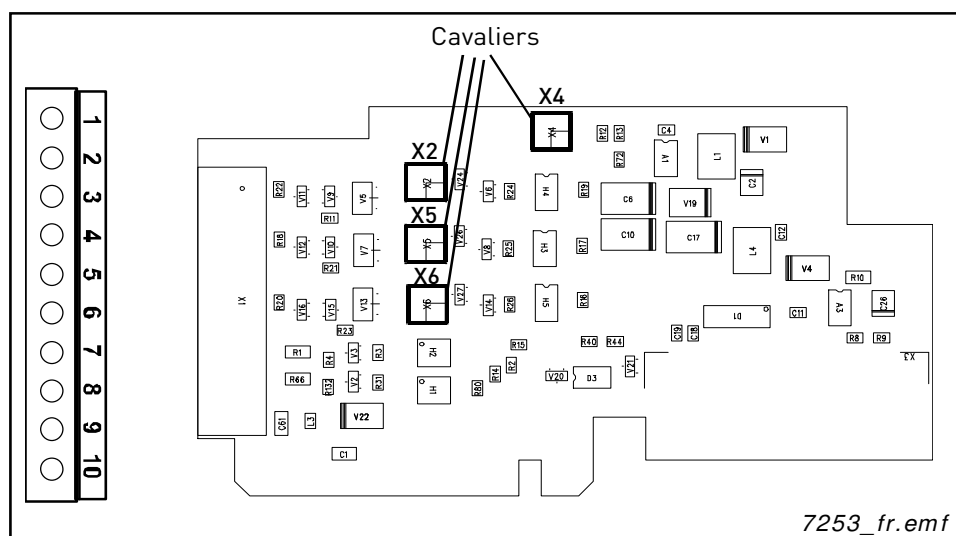 Cavaliers
X4
X2
X5
X6
1
2
3
4
5
6
7
8
9
10
X1
X4
R12 R13 C4
R72
A1
L1
V1
C2
X2
V24
R22
V11 V9 V5
R11
V6 R24 H4 R19
C6
V19
X5
V26
R18
V12 V10 V7
R21
V8 R25 H3 R17
C10
C17
L4
C12
V4
R10
X6
V27
R20
V16 V15 V13
R23
V14 R26 H5 R16
C19 C18
D1
C11
A3
C26
R8 R9
X3
R1
R4
V3 R3
H2
R15
R40 R44
R66
R132
V2 R31
H1
R80
R14
R2
V20 D3 V21
C61 L3
V22
C1
7253_fr.emf